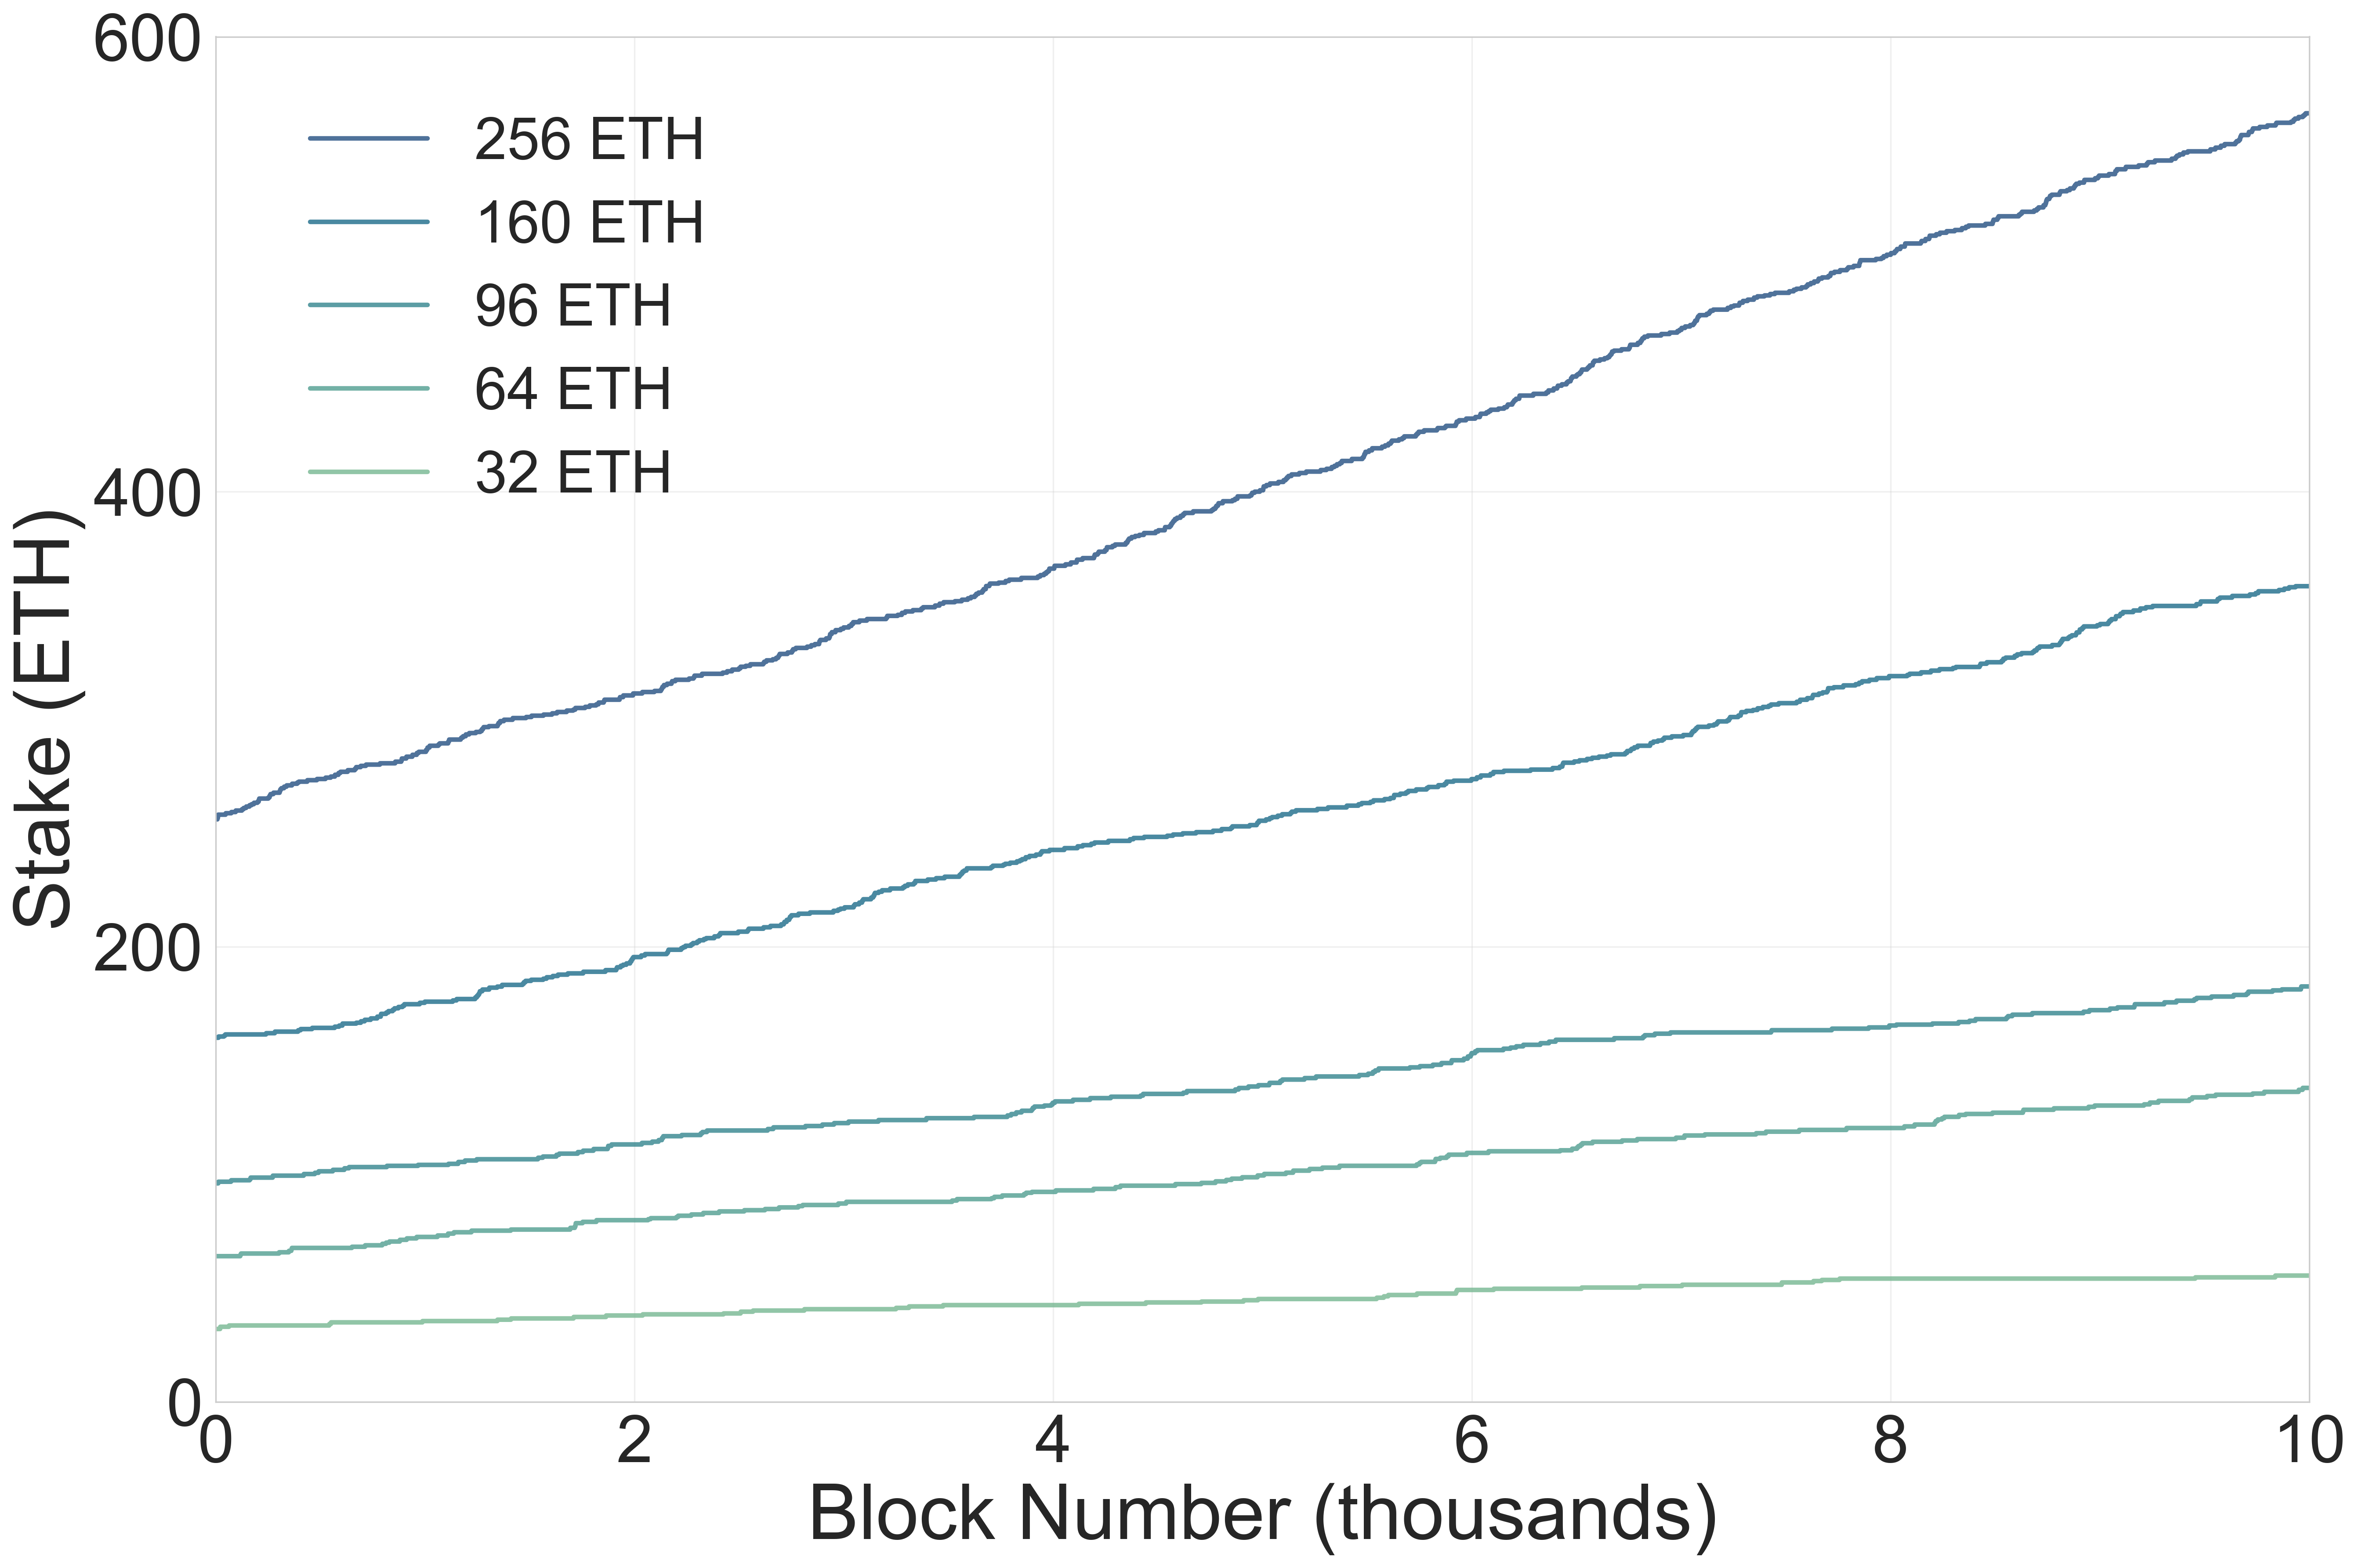 600
400
200
0
Stake (ETH)
256 ETH
160 ETH
96 ETH
64 ETH
32 ETH
0 2 4 6 8 10
Block Number (thousands)